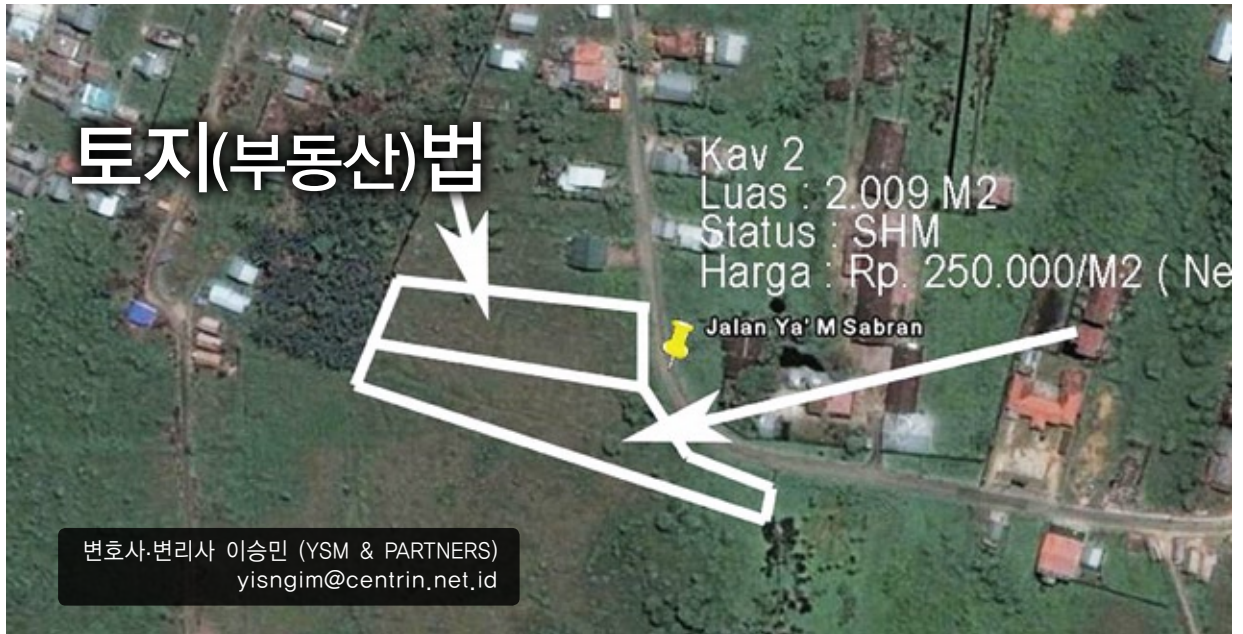 토지(부동산)법
Kav 2
Luas : 2.009 M2
Status : SHM
Harga : Rp. 250.000/M2 ( Ne
Jalan Ya' M Sabran
변호사·변리사 이승민 (YSM & PARTNERS)
yisngim@centrin.net.id